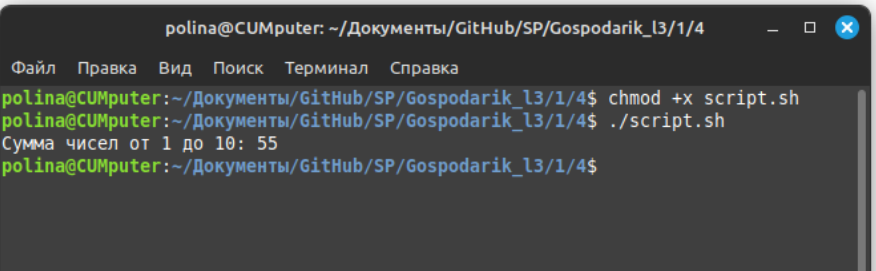 polina@CUMputer: ~/Документы/GitHub/SP/Gospodarik_l3/1/4
Файл Правка Вид Поиск Терминал Справка
polina@CUMputer:~/Документы/GitHub/SP/Gospodarik_l3/1/4$ chmod +x script.sh
polina@CUMputer:~/Документы/GitHub/SP/Gospodarik_l3/1/4$ ./script.sh
Сумма чисел от 1 до 10: 55
polina@CUMputer:~/Документы/GitHub/SP/Gospodarik_l3/1/4$